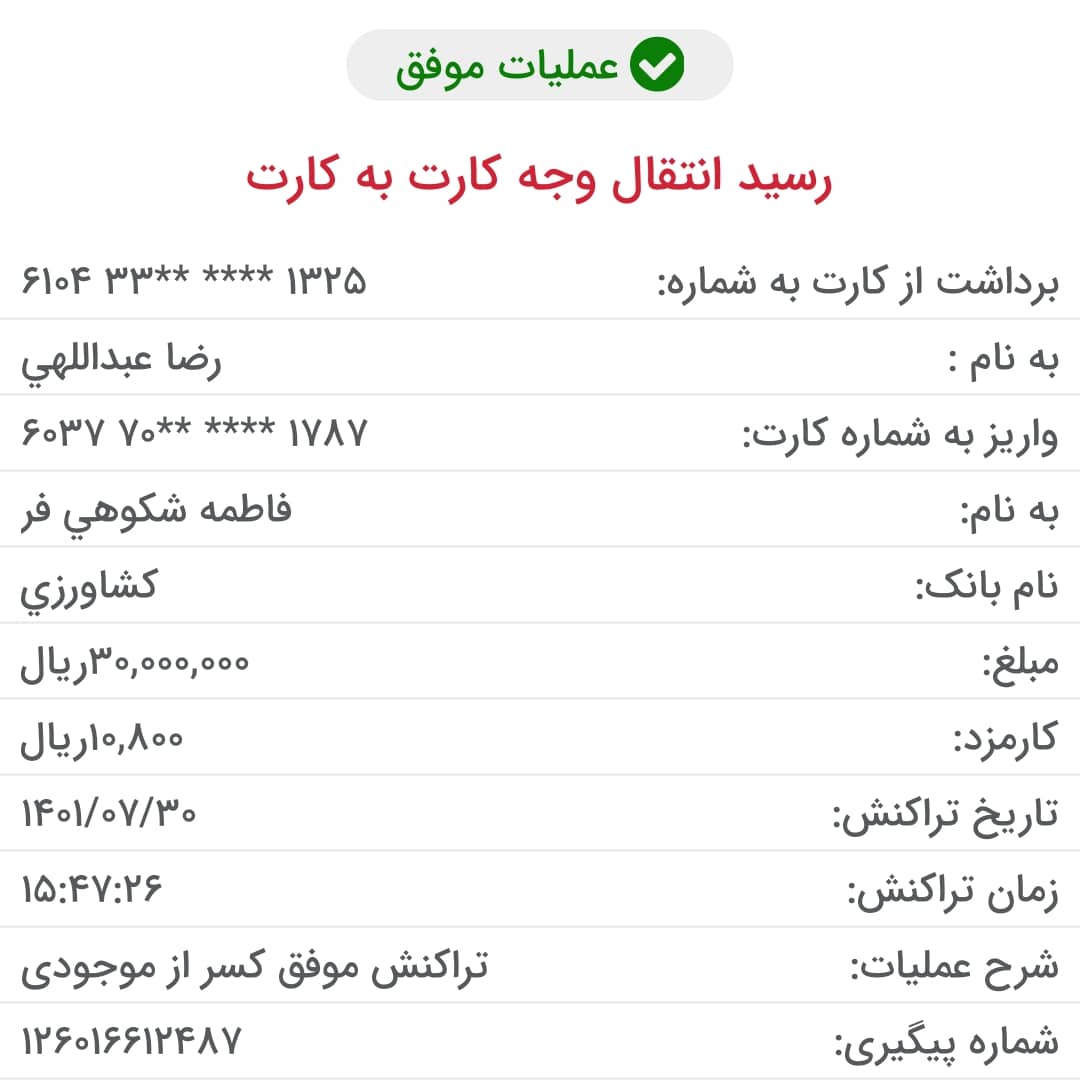 عملیات موفق
رسید انتقال وجه کارت به کارت
برداشت از کارت به شماره: ۶۱۰۴ ۳۳** **** ۱۳۲۵
به نام : رضا عبداللهي
واریز به شماره کارت: ۶۰۳۷ ۷۰** **** ۱۷۸۷
به نام: فاطمه شكوهي فر
نام بانک: كشاورزي
مبلغ: ۳۰,۰۰۰,۰۰۰ریال
کارمزد: ۱۰,۸۰۰ریال
تاریخ تراکنش: ۱۴۰۱/۰۷/۳۰
زمان تراکنش: ۱۵:۴۷:۲۶
شرح عملیات: تراکنش موفق کسر از موجودی
شماره پیگیری: ۱۲۶۰۱۶۶۱۲۴۸۷